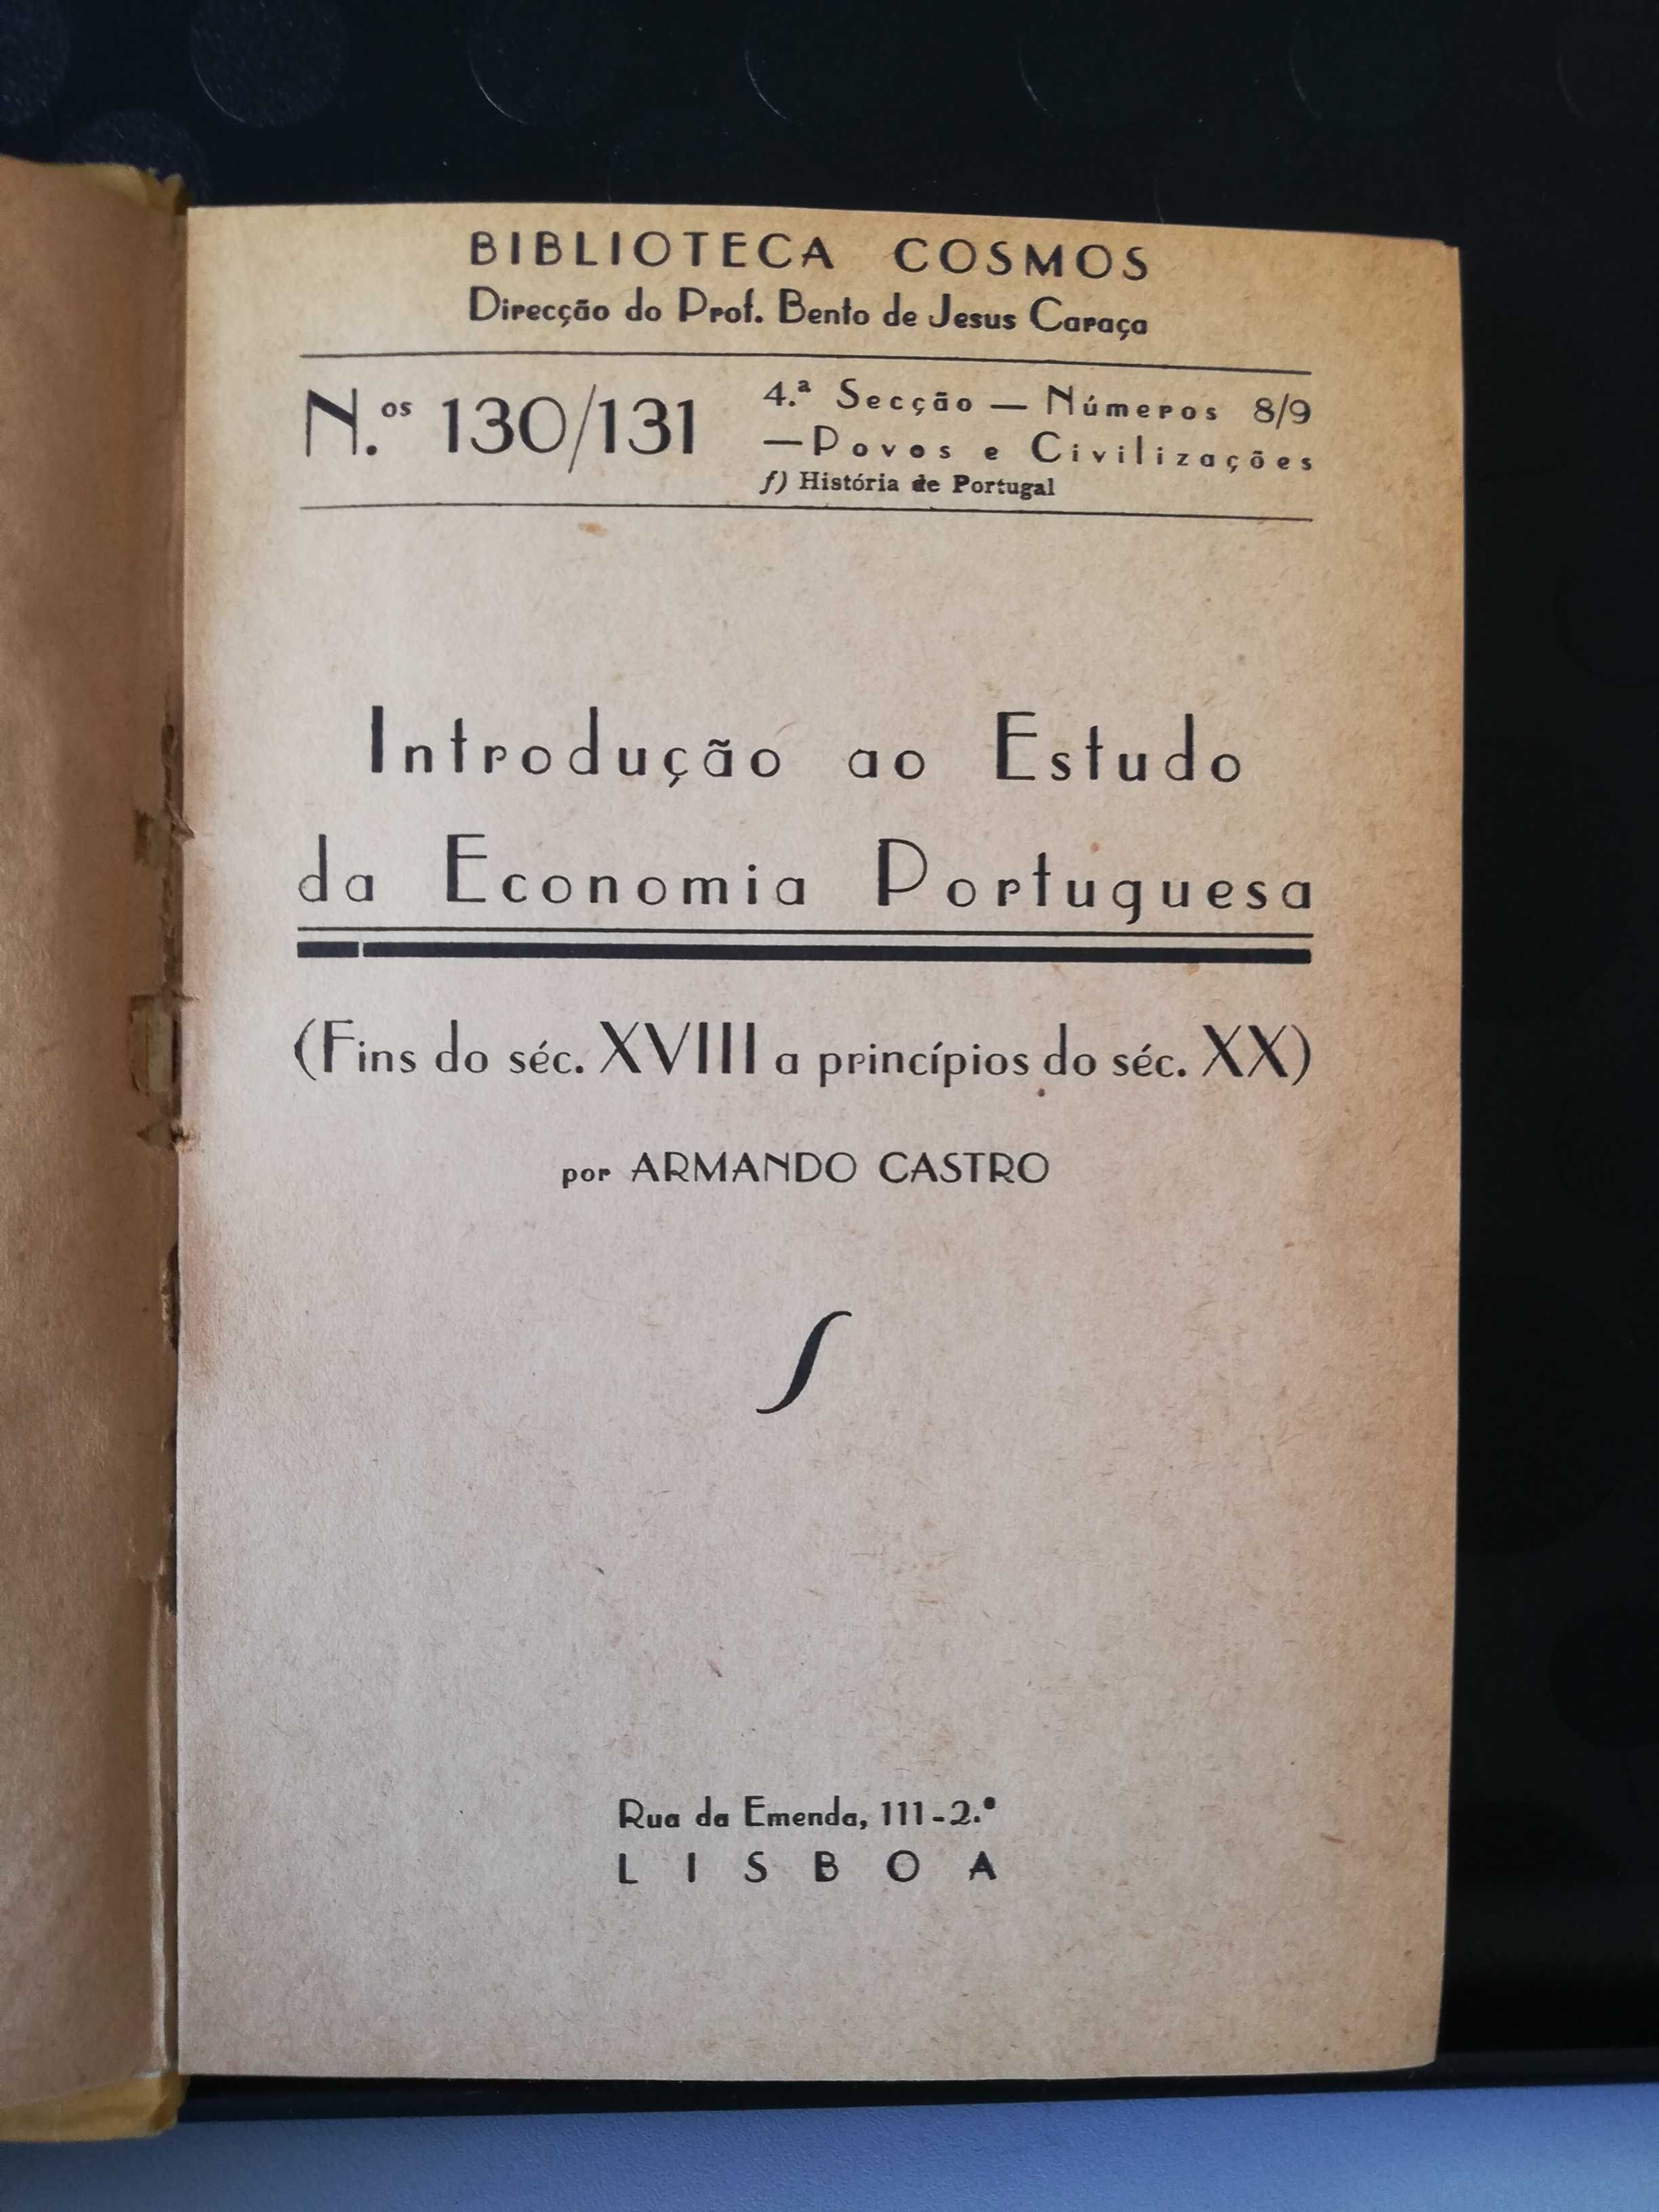 BIBLIOTECA COSMOS
Direcção do Prof. Bento de Jesus Caraça
N.os 130/131
4.ª Secção — Números 8/9
—Povos e Civilizações
f) História de Portugal
Introdução ao Estudo
da Economia Portuguesa
(Fins do séc. XVIII a princípios do séc. XX)
por ARMANDO CASTRO
Rua da Emenda, 111-2.º
LISBOA